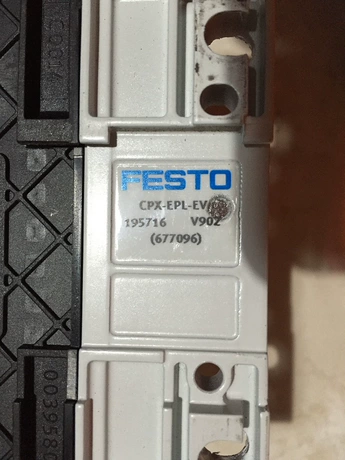 FESTO
CPX-EPL-EV
195716 V902
(677096)